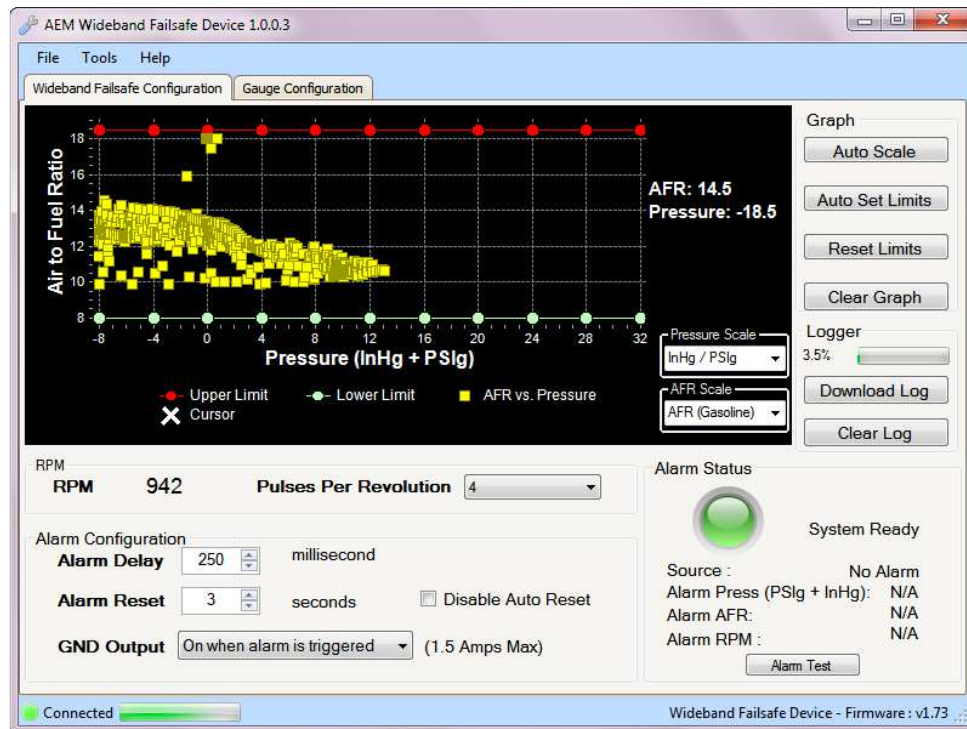 AEM Wideband Failsafe Device 1.0.0.3
File Tools Help
Wideband Failsafe Configuration Gauge Configuration
Air to Fuel Ratio
18
16
14
12
10
8
-8 -4 0 4 8 12 16 20 24 28 32
Pressure (InHg + PSIg)
AFR: 14.5
Pressure: -18.5
Upper Limit Lower Limit AFR vs. Pressure
Cursor
Pressure Scale
InHg / PSIg
AFR Scale
AFR (Gasoline)
Graph
Auto Scale
Auto Set Limits
Reset Limits
Clear Graph
Logger
3.5%
Download Log
Clear Log
RPM
RPM 942 Pulses Per Revolution 4
Alarm Configuration
Alarm Delay 250 millisecond
Alarm Reset 3 seconds Disable Auto Reset
GND Output On when alarm is triggered (1.5 Amps Max)
Alarm Status
System Ready
Source : No Alarm
Alarm Press (PSIg + InHg): N/A
Alarm AFR: N/A
Alarm RPM : N/A
Alarm Test
Connected Wideband Failsafe Device - Firmware : v1.73